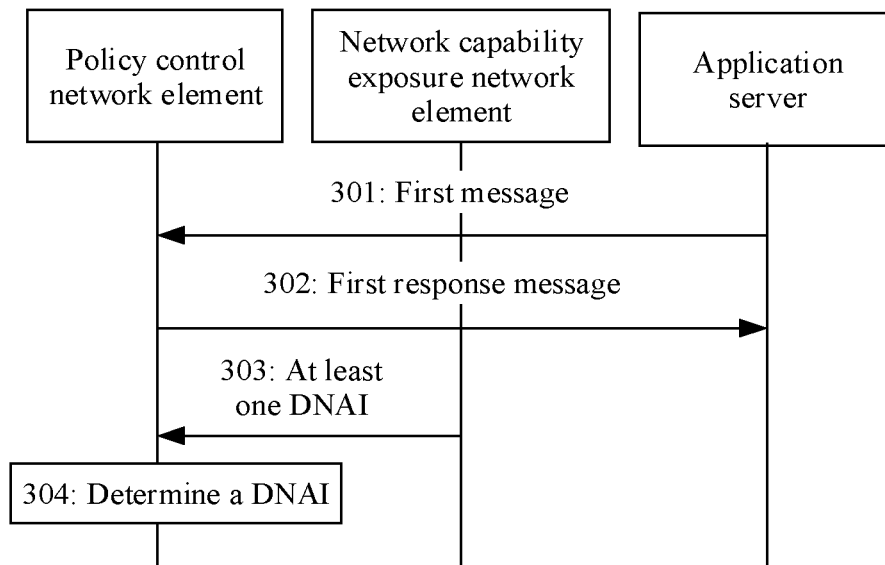 Policy control
network element
Network capability
exposure network
element
Application
server
301: First message
302: First response message
303: At least
one DNAI
304: Determine a DNAI